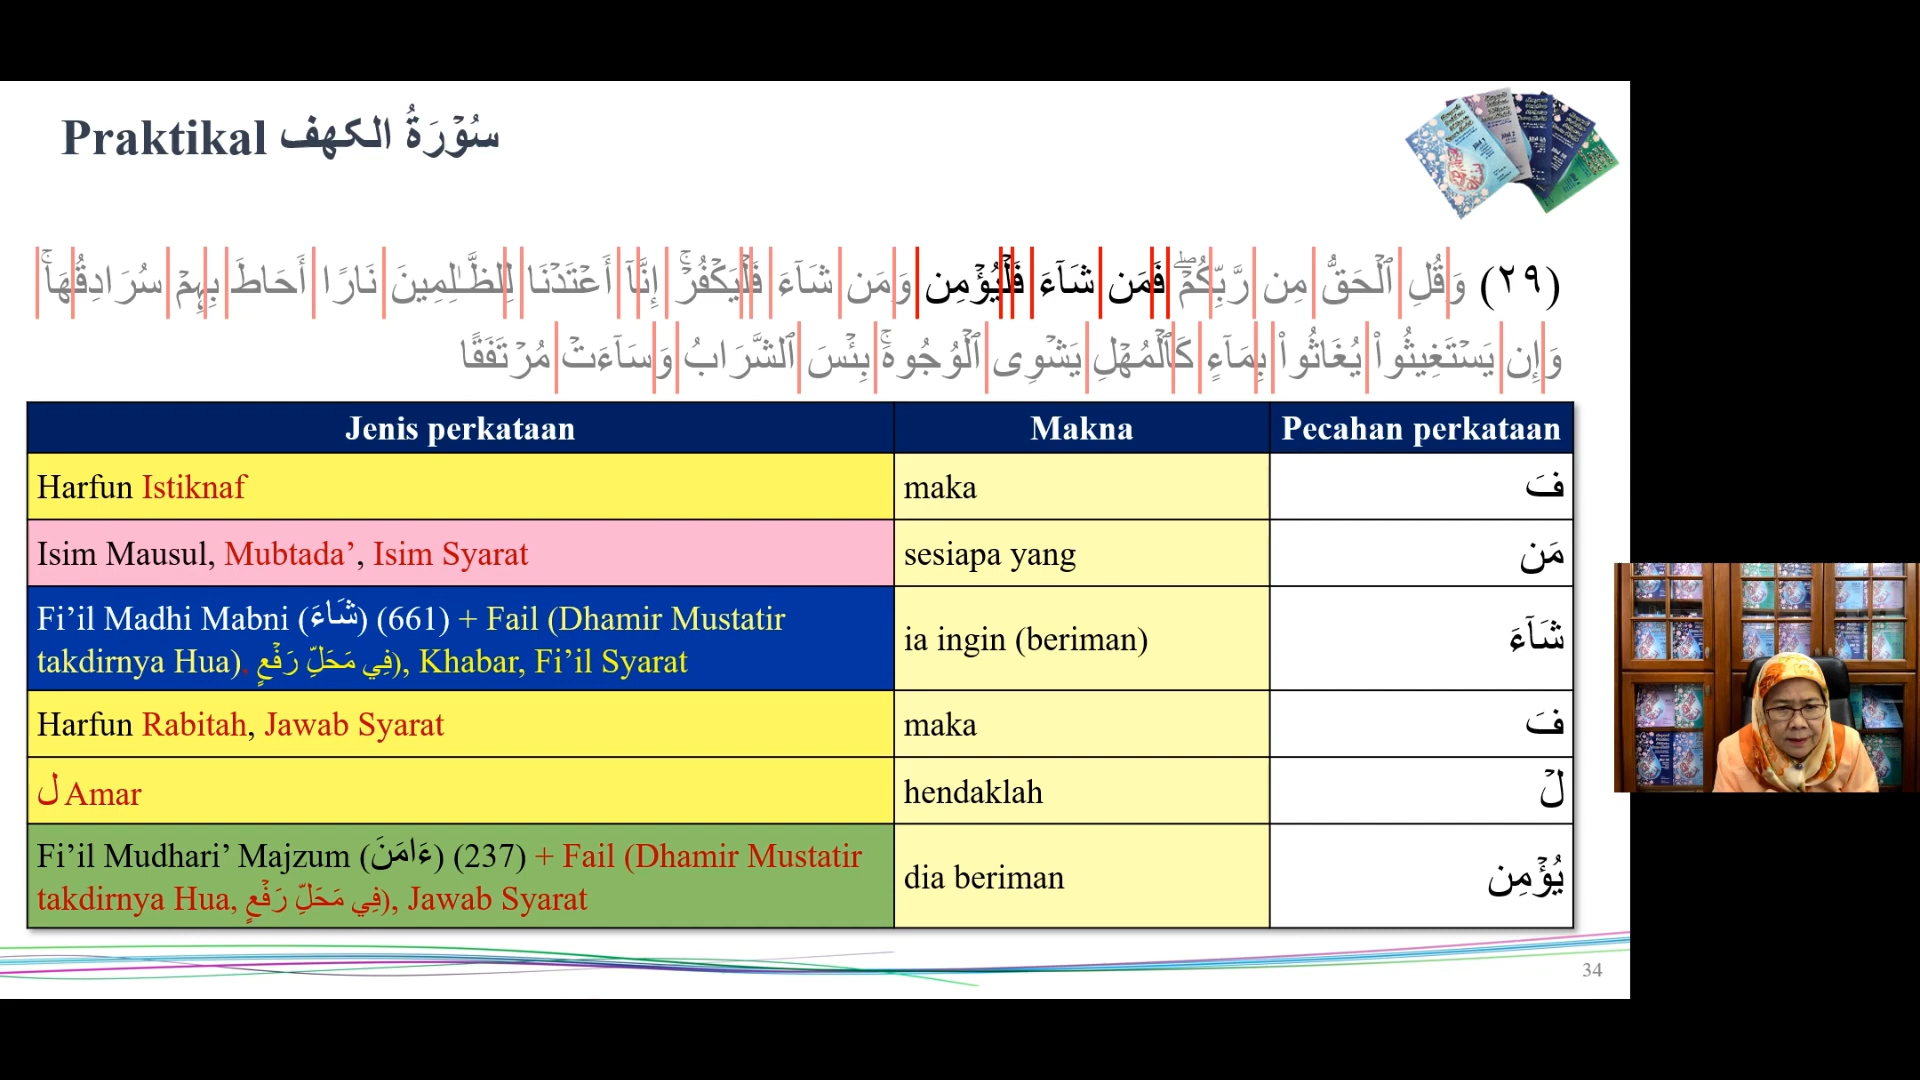 Praktikal سُوۡرَةُ الكهف
(٢٩) وَقُلِ ٱلۡحَقُّ مِن رَّبِّكُمۡۖ فَمَن شَآءَ فَلۡيُؤۡمِن وَمَن شَآءَ فَلۡيَكۡفُرۡۚ إِنَّآ أَعۡتَدۡنَا لِلظَّـٰلِمِينَ نَارًا أَحَاطَ بِهِمۡ سُرَادِقُهَاۚ
وَإِن يَسۡتَغِيثُواْ يُغَاثُواْ بِمَآءٍ كَٱلۡمُهۡلِ يَشۡوِى ٱلۡوُجُوهَۚ بِئۡسَ ٱلشَّرَابُ وَسَآءَتۡ مُرۡتَفَقًا
Jenis perkataan Makna Pecahan perkataan
Harfun Istiknaf maka فَ
Isim Mausul, Mubtada’, Isim Syarat sesiapa yang مَن
Fi’il Madhi Mabni (شَاءَ) (661) + Fail (Dhamir Mustatir
takdirnya Hua), فِي مَحَلِّ رَفْعٍ), Khabar, Fi’il Syarat ia ingin (beriman) شَآءَ
Harfun Rabitah, Jawab Syarat maka فَ
ل Amar hendaklah لۡ
Fi’il Mudhari’ Majzum (ءَامَنَ) (237) + Fail (Dhamir Mustatir
takdirnya Hua, فِي مَحَلِّ رَفْعٍ), Jawab Syarat dia beriman يُؤۡمِن
34